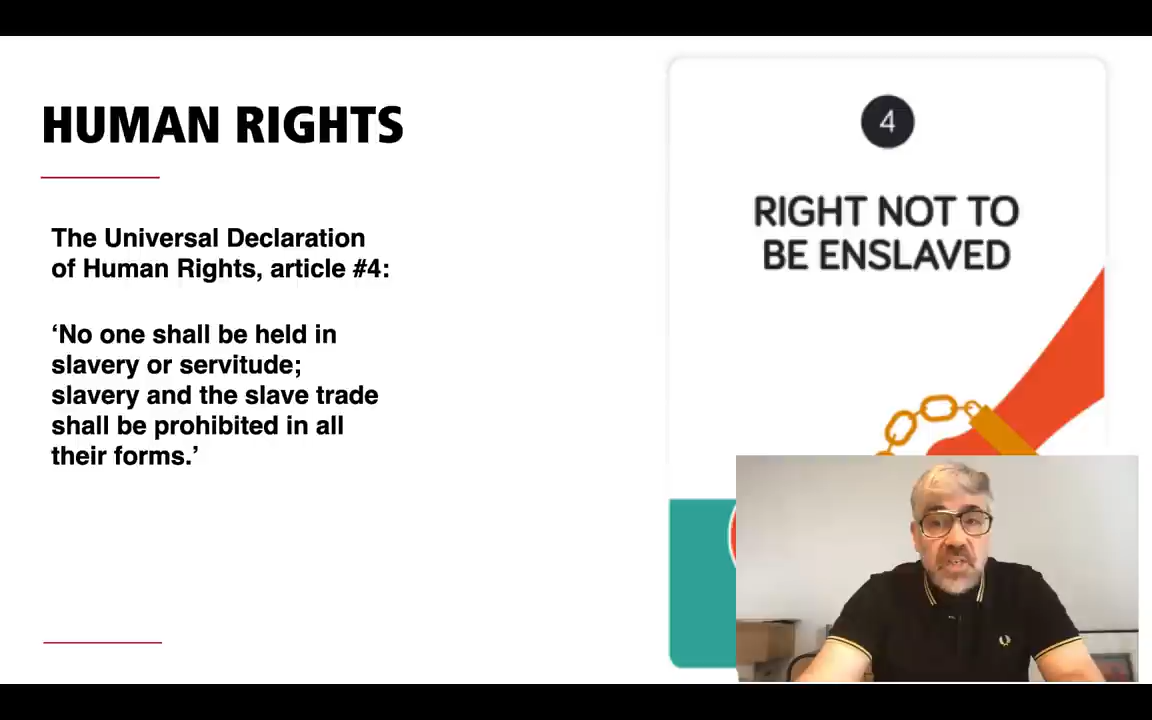 HUMAN RIGHTS
The Universal Declaration
of Human Rights, article #4:
‘No one shall be held in
slavery or servitude;
slavery and the slave trade
shall be prohibited in all
their forms.’
4
RIGHT NOT TO
BE ENSLAVED